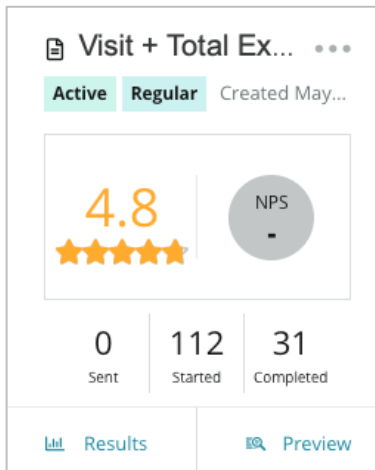 Visit + Total Ex... 
Active Regular Created May...
4.8
NPS
-
0 112 31
Sent Started Completed
Results Preview